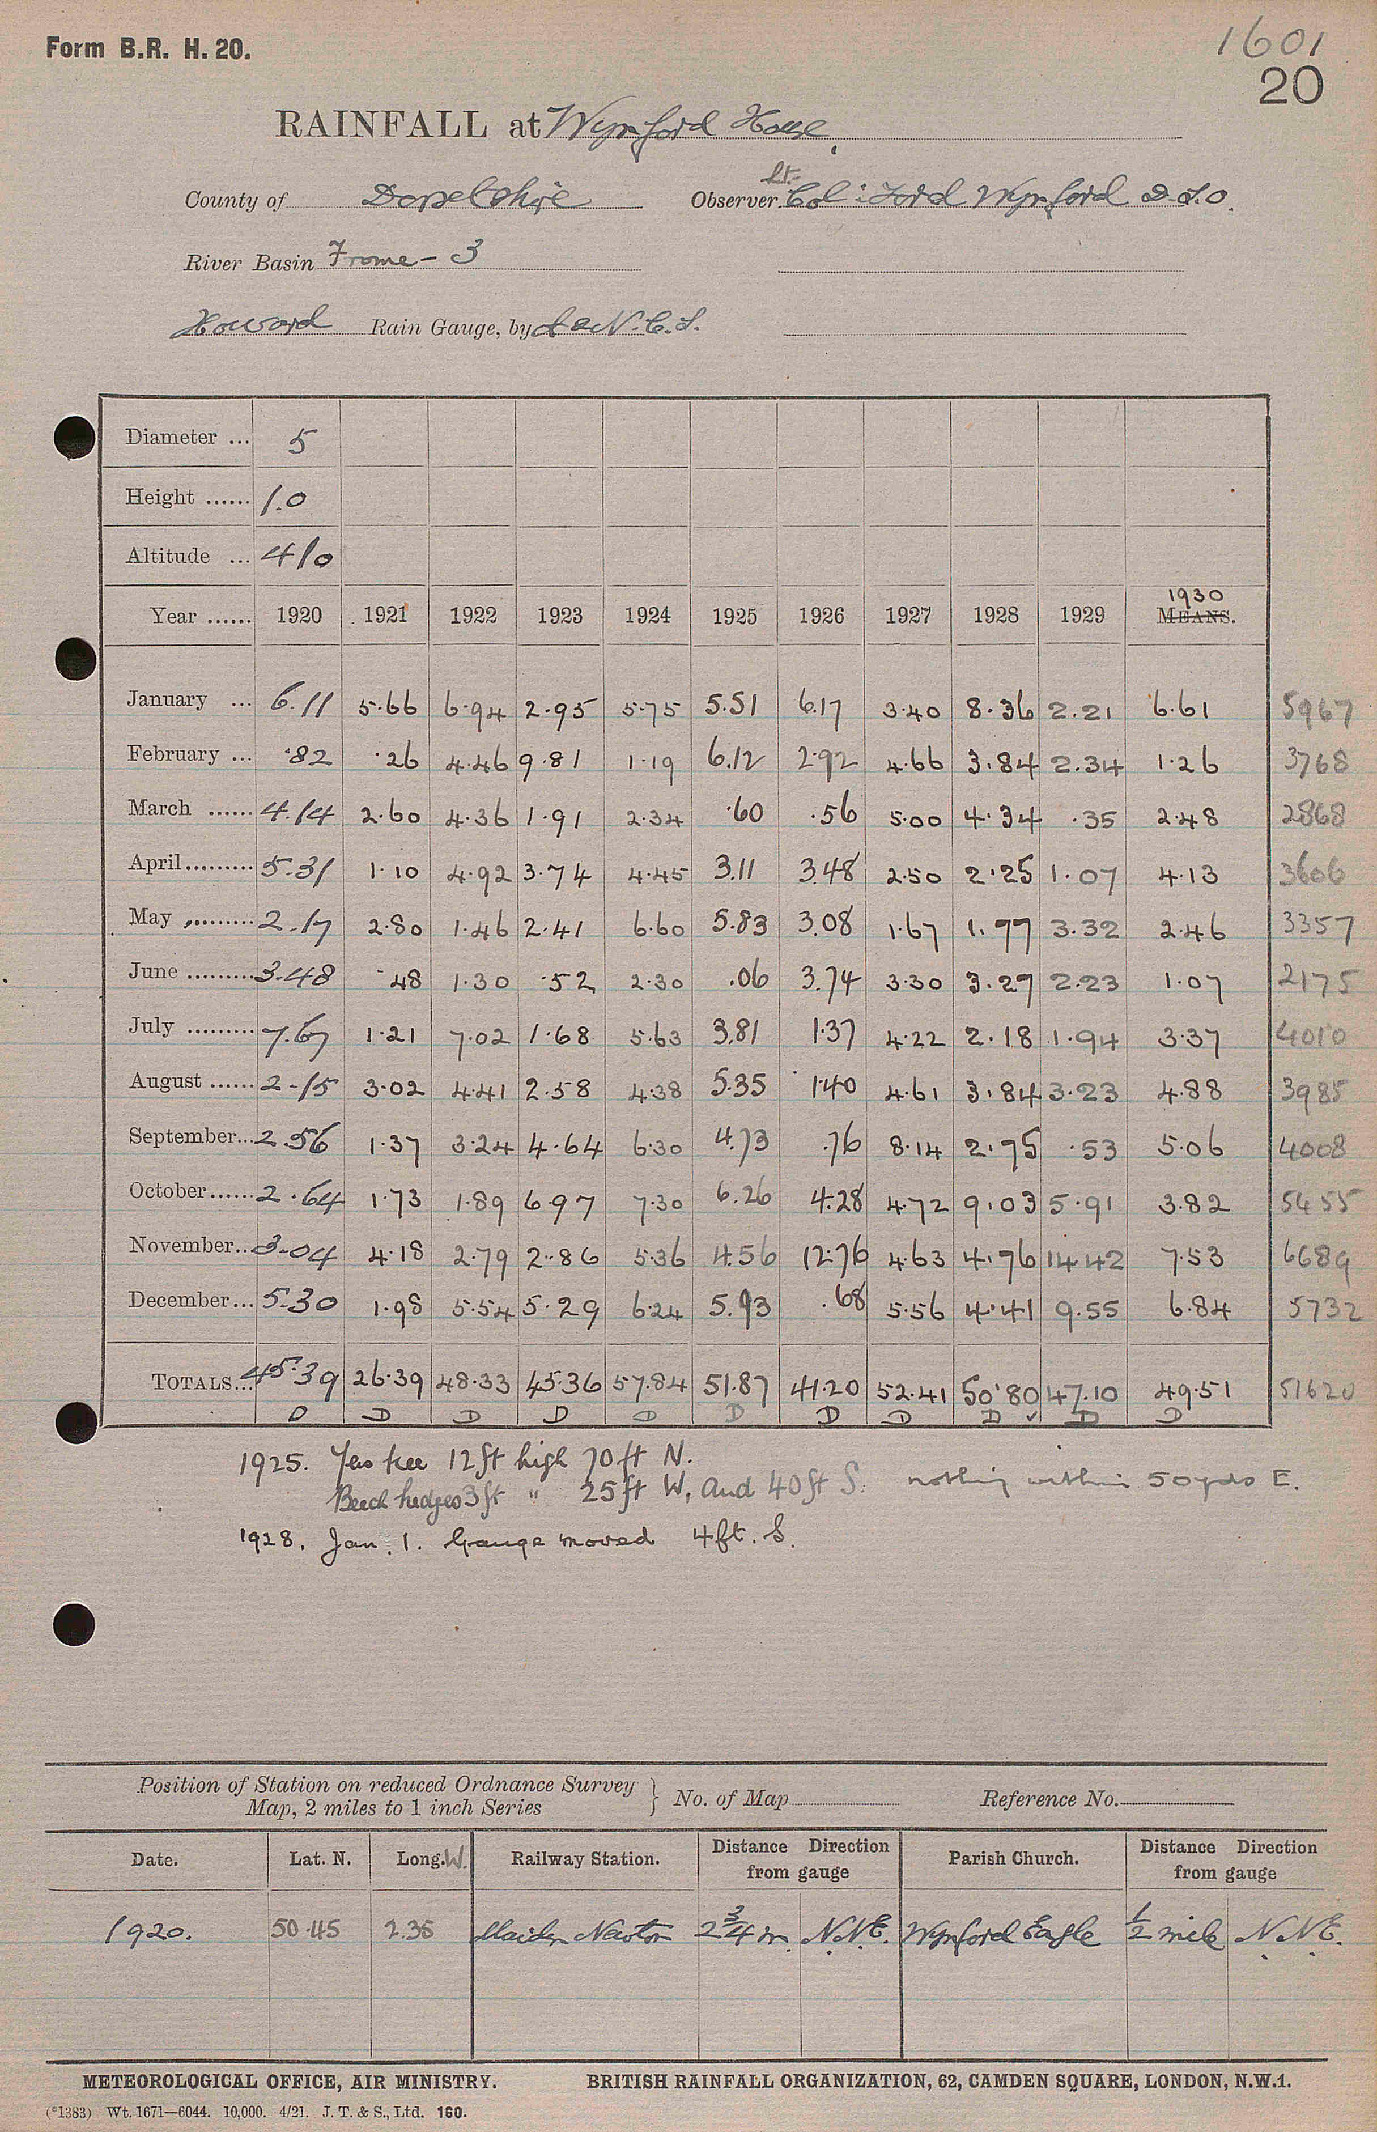 Form B.R. H. 20.
1601
20
RAINFALL at Wynford House,
County of Dorsetshire Observer Lt. Col: Lord Wynford D.S.O.
River Basin Frome - 3
Howard Rain Gauge, by A & N.C.S.
Diameter ... 5
Height ...... 1.0
Altitude ... 410
Year ...... 1920 1921 1922 1923 1924 1925 1926 1927 1928 1929 1930 MEANS.
January ... 6.11 5.66 6.94 2.95 5.75 5.51 6.17 3.40 8.36 2.21 6.61 5967
February ... .82 .26 4.46 9.81 1.19 6.12 2.92 4.66 3.84 2.34 1.26 3768
March ...... 4.14 2.60 4.36 1.91 2.34 .60 .56 5.00 4.34 .35 2.48 2868
April ......... 5.31 1.10 4.92 3.74 4.45 3.11 3.48 2.50 2.25 1.07 4.13 3606
May ......... 2.17 2.80 1.46 2.41 6.60 5.83 3.08 1.67 1.77 3.32 2.46 3357
June ......... 3.48 .48 1.30 .52 2.30 .06 3.74 3.30 3.27 2.23 1.07 2175
July ......... 7.67 1.21 7.02 1.68 5.63 3.81 1.37 4.22 2.18 1.94 3.37 4010
August ...... 2.15 3.02 4.41 2.58 4.38 5.35 1.40 4.61 3.84 3.23 4.88 3985
September... 2.56 1.37 3.24 4.64 6.30 4.73 .76 8.14 2.75 .53 5.06 4008
October ...... 2.64 1.73 1.89 6.97 7.30 6.26 4.28 4.72 9.03 5.91 3.82 5455
November.. 3.04 4.18 2.79 2.86 5.36 4.56 12.76 4.63 4.76 14.42 7.53 6689
December ... 5.30 1.98 5.54 5.29 6.24 5.93 .68 5.56 4.41 9.55 6.84 5732
TOTALS... 45.39 26.39 48.33 45.36 57.84 51.87 41.20 52.41 50.80 47.10 49.51 51620
D D D D D D D D D ✓ D D
1925. Yew tree 12ft high 70ft N.
Beech hedges 3ft " 25ft W, and 40ft S. nothing within 50 yds E.
1928. Jan. 1. Gauge moved 4ft. S.
Position of Station on reduced Ordnance Survey Map, 2 miles to 1 inch Series } No. of Map Reference No.
Date. Lat. N. Long. W. Railway Station. Distance Direction from gauge Parish Church. Distance Direction from gauge
1920. 50.45 2.35 Maiden Newton 2 3/4 m N.N.E. Wynford Eagle 1/2 mile N.N.E.
METEOROLOGICAL OFFICE, AIR MINISTRY. BRITISH RAINFALL ORGANIZATION, 62, CAMDEN SQUARE, LONDON, N.W.1.
(*1383) Wt. 1671—6044. 10,000. 4/21. J. T. & S., Ltd. 160.